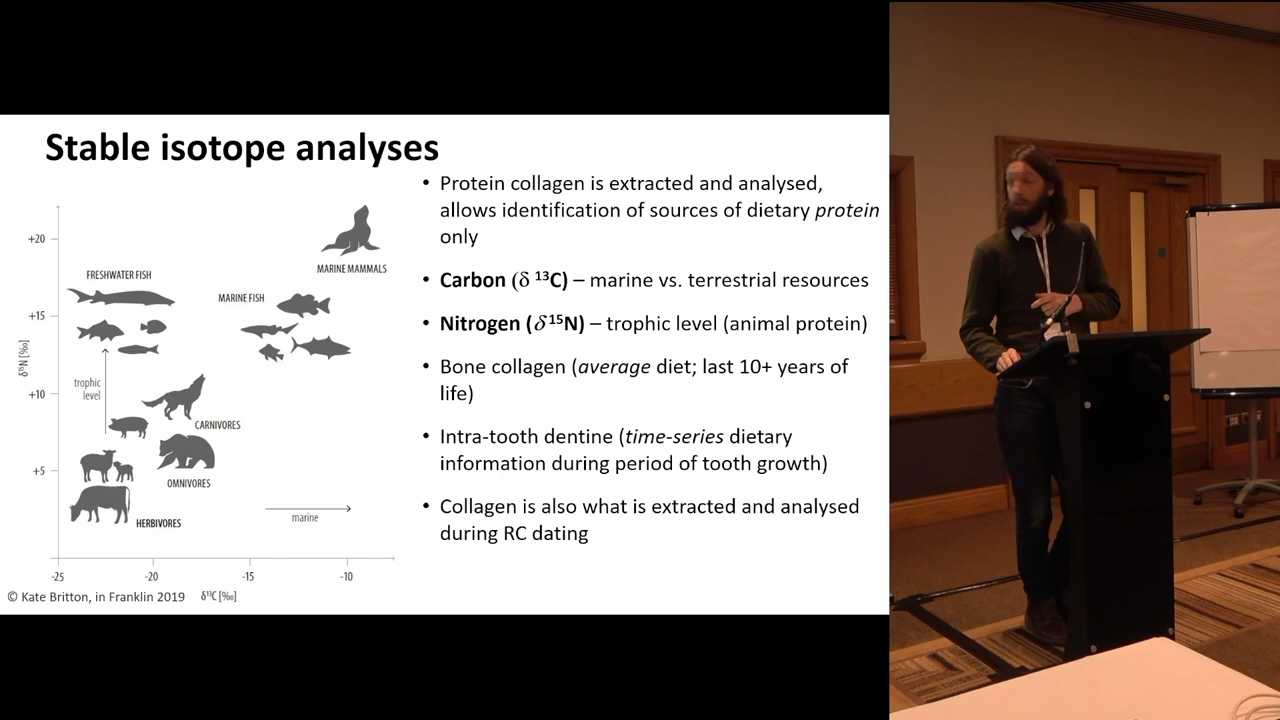 Stable isotope analyses
• Protein collagen is extracted and analysed,
allows identification of sources of dietary protein
only
• Carbon (δ ¹³C) – marine vs. terrestrial resources
• Nitrogen (δ¹⁵N) – trophic level (animal protein)
• Bone collagen (average diet; last 10+ years of
life)
• Intra-tooth dentine (time-series dietary
information during period of tooth growth)
• Collagen is also what is extracted and analysed
during RC dating
+20
+15
+10
+5
δ¹⁵N [‰]
MARINE MAMMALS
FRESHWATER FISH
MARINE FISH
trophic
level
CARNIVORES
OMNIVORES
HERBIVORES
marine
-25
-20
-15
-10
δ¹³C [‰]
© Kate Britton, in Franklin 2019